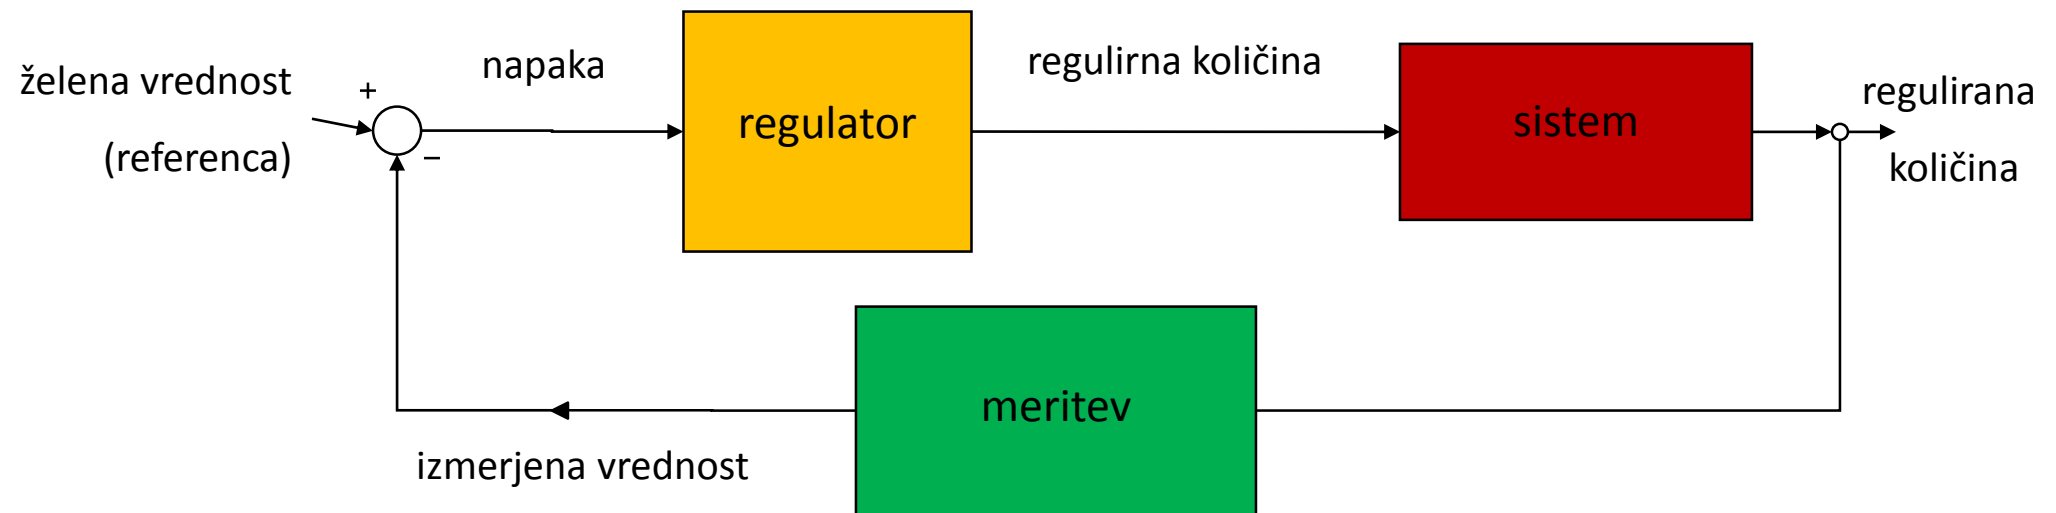 želena vrednost
(referenca)
+
−
napaka
regulator
regulirna količina
sistem
regulirana
količina
meritev
izmerjena vrednost